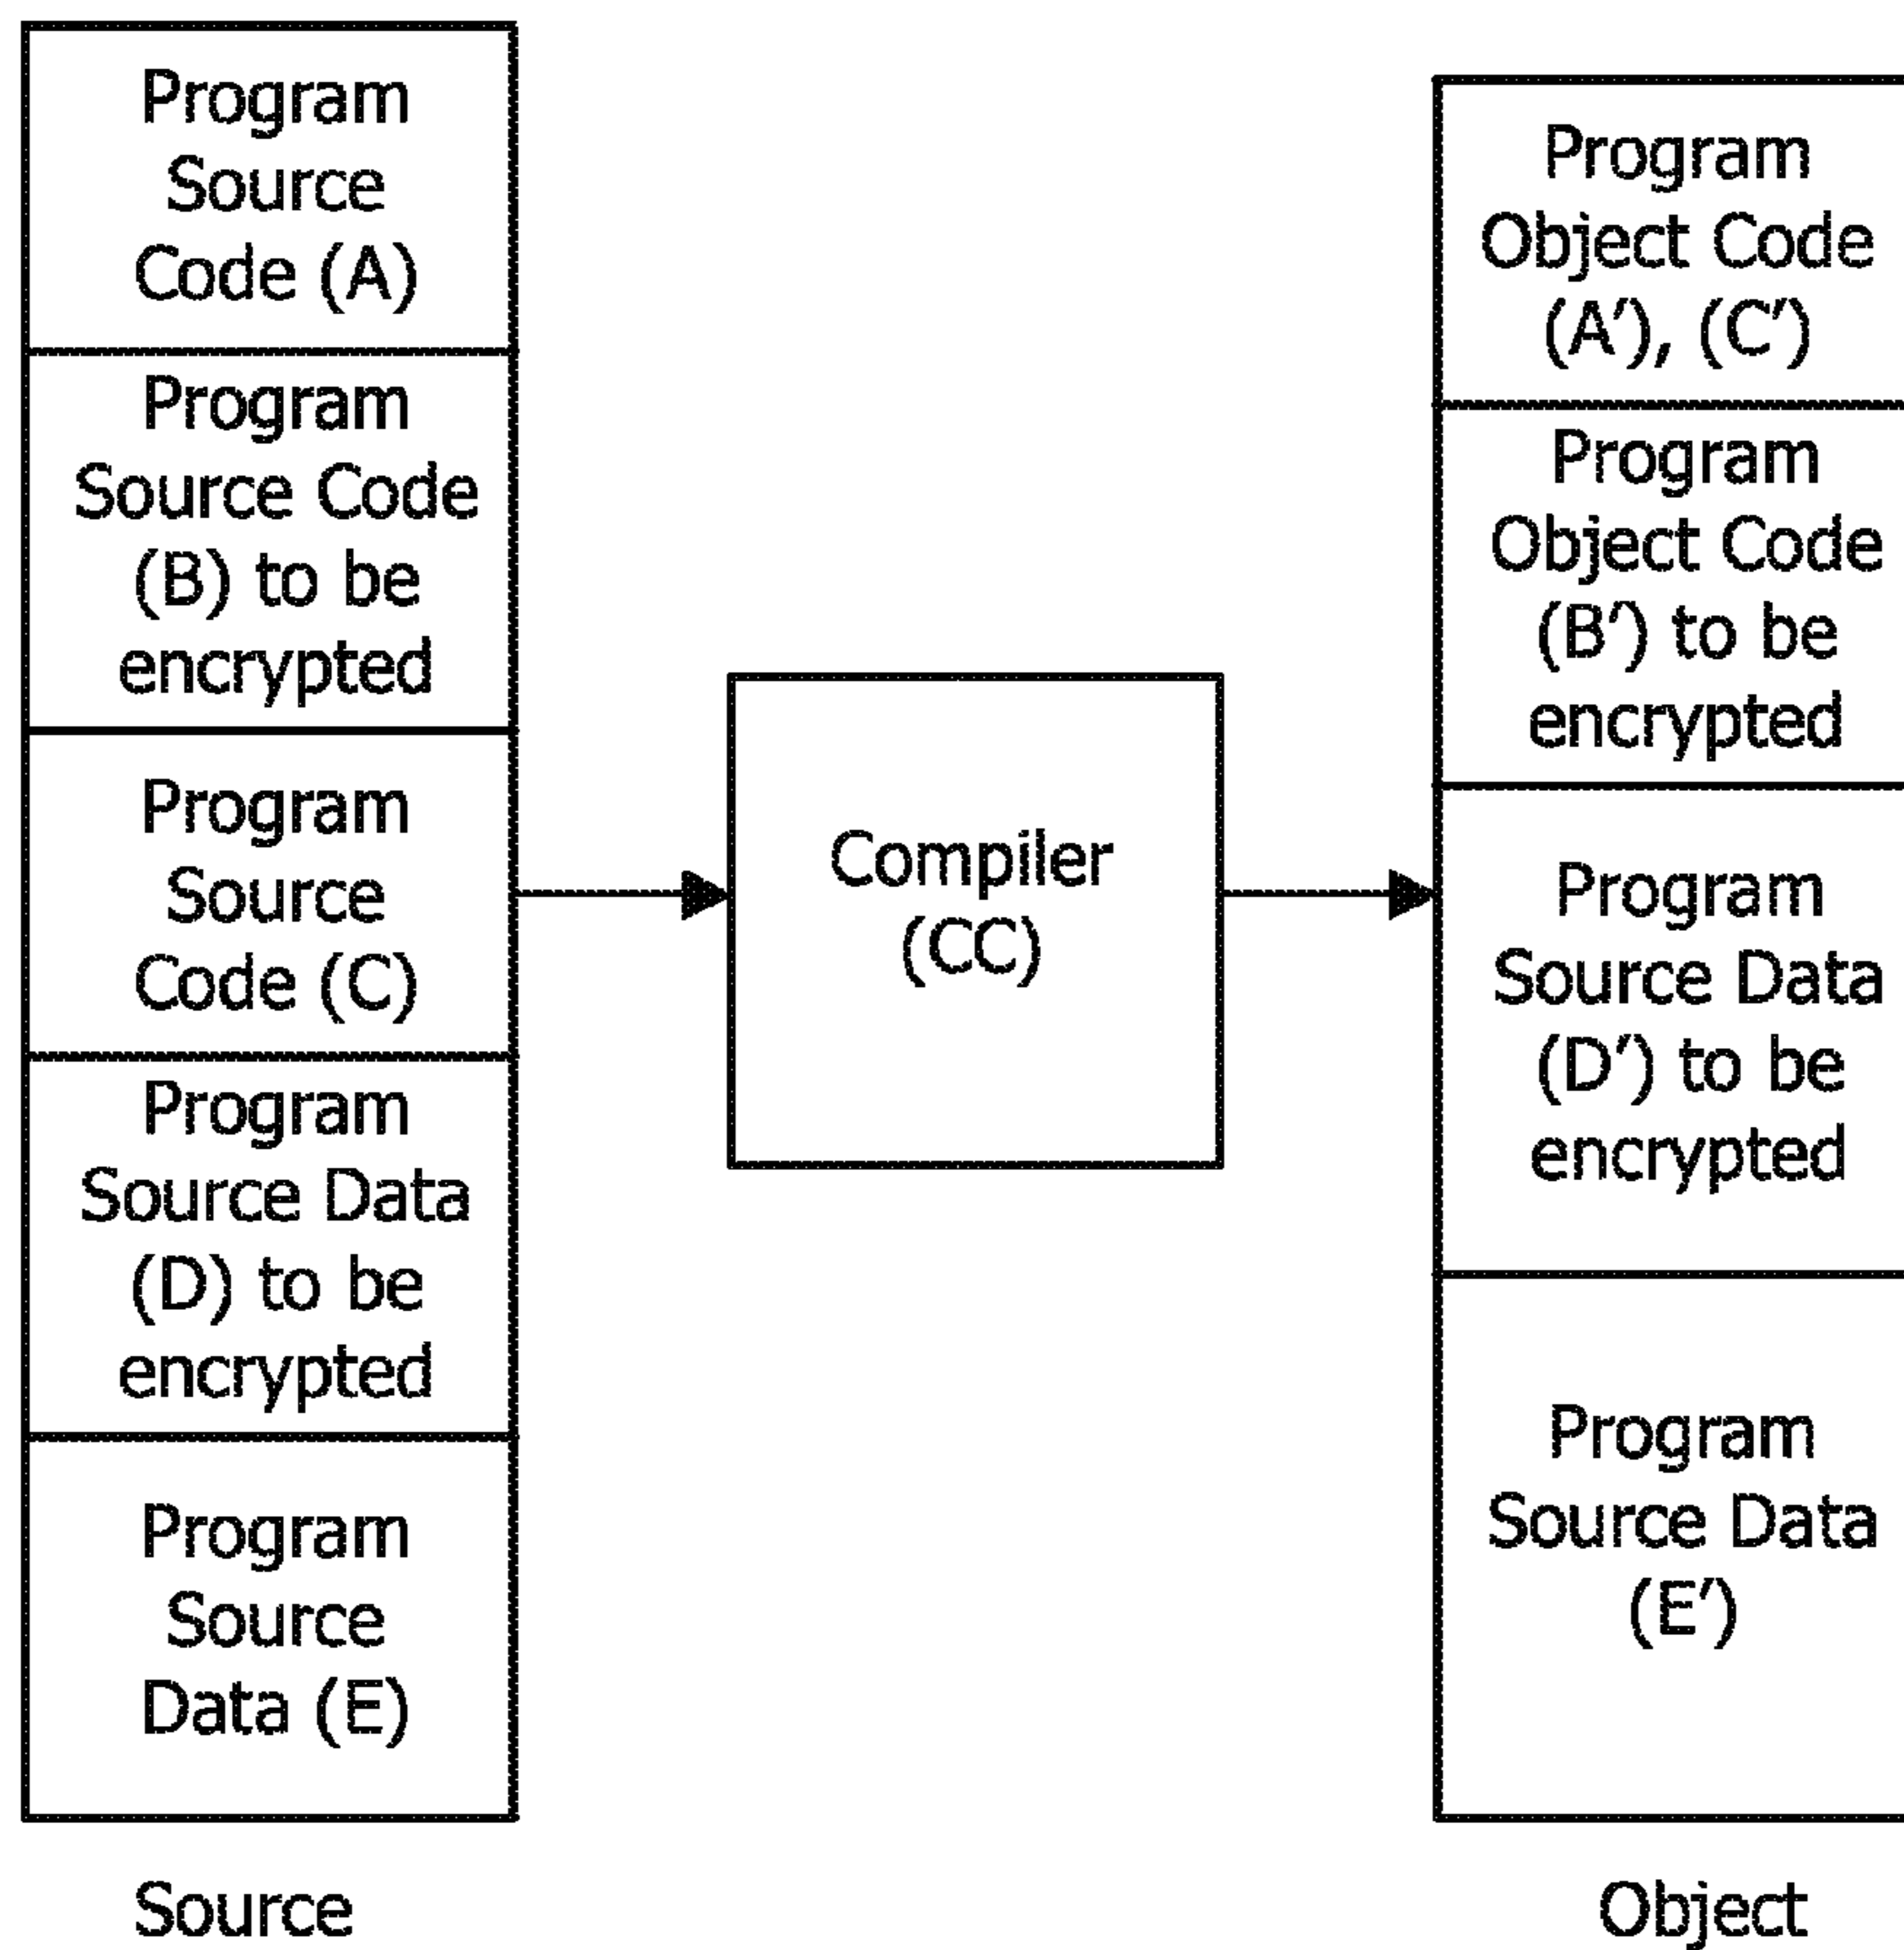 Program
Source
Code (A)
Program
Source Code
(B) to be
encrypted
Program
Source
Code (C)
Program
Source Data
(D) to be
encrypted
Program
Source
Data (E)
Source
Compiler
(CC)
Program
Object Code
(A′), (C′)
Program
Object Code
(B′) to be
encrypted
Program
Source Data
(D′) to be
encrypted
Program
Source Data
(E′)
Object